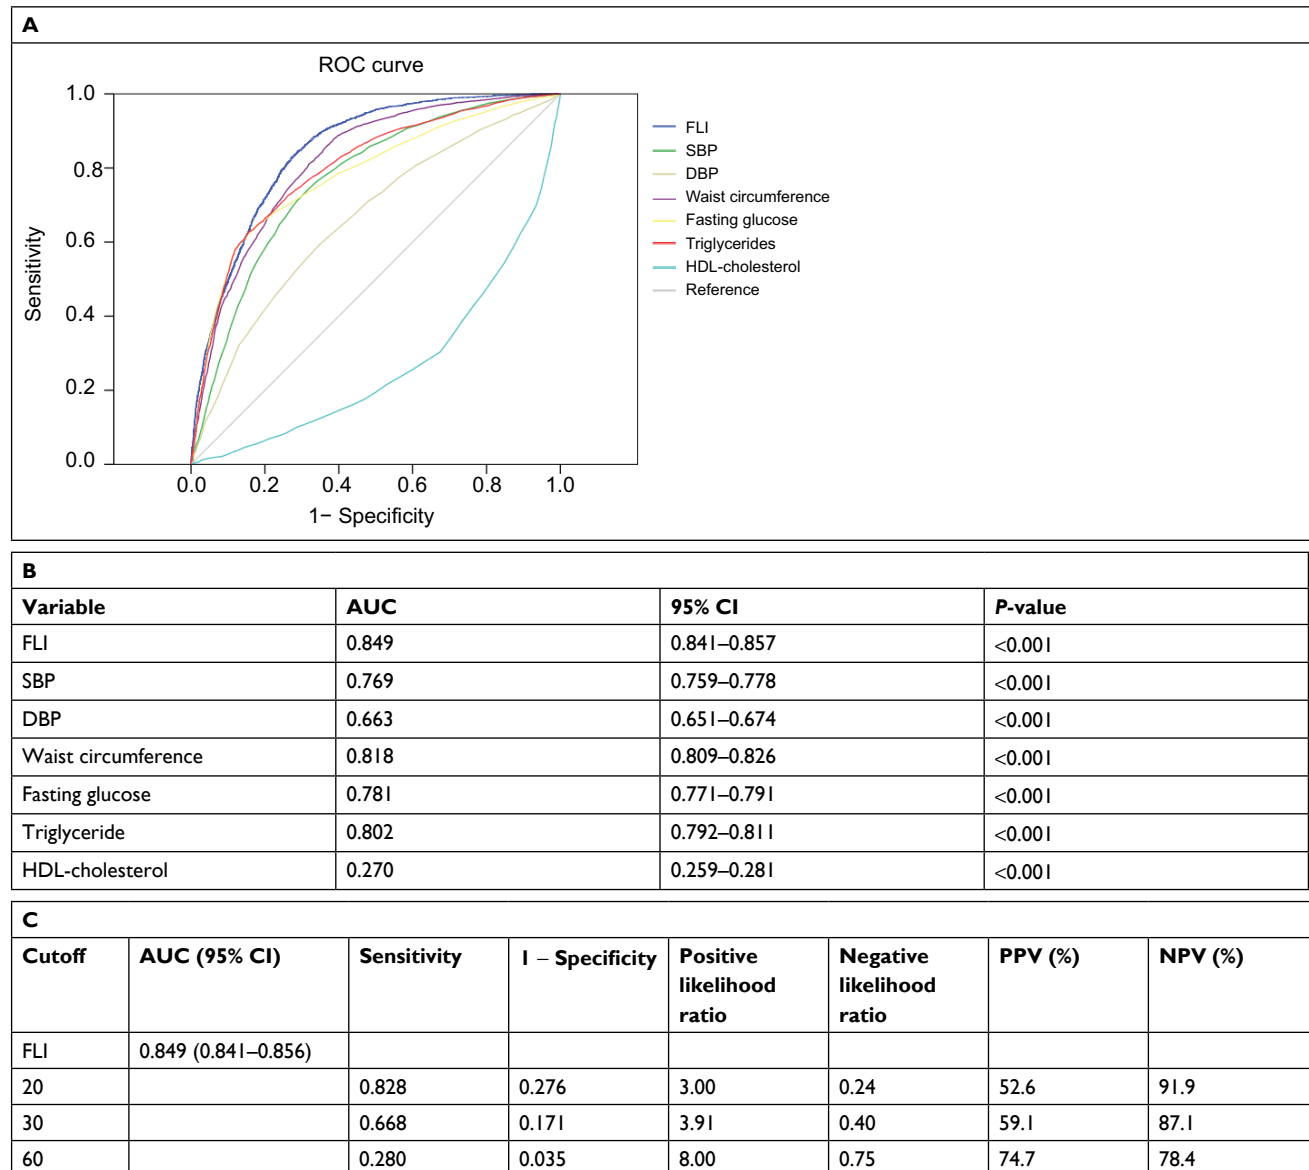 A
ROC curve
1.0
0.8
0.6
0.4
0.2
0.0
Sensitivity
0.0 0.2 0.4 0.6 0.8 1.0
1− Specificity
FLI
SBP
DBP
Waist circumference
Fasting glucose
Triglycerides
HDL-cholesterol
Reference
B
Variable AUC 95% CI P-value
FLI 0.849 0.841–0.857 <0.001
SBP 0.769 0.759–0.778 <0.001
DBP 0.663 0.651–0.674 <0.001
Waist circumference 0.818 0.809–0.826 <0.001
Fasting glucose 0.781 0.771–0.791 <0.001
Triglyceride 0.802 0.792–0.811 <0.001
HDL-cholesterol 0.270 0.259–0.281 <0.001
C
Cutoff AUC (95% CI) Sensitivity 1 – Specificity Positive likelihood ratio Negative likelihood ratio PPV (%) NPV (%)
FLI 0.849 (0.841–0.856)
20 0.828 0.276 3.00 0.24 52.6 91.9
30 0.668 0.171 3.91 0.40 59.1 87.1
60 0.280 0.035 8.00 0.75 74.7 78.4